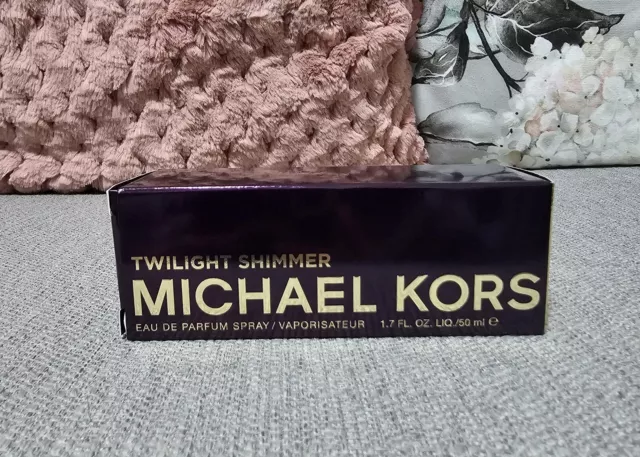 TWILIGHT SHIMMER
MICHAEL KORS
EAU DE PARFUM SPRAY/VAPORISATEUR 1.7 FL. OZ. LIQ./50 ml ℮